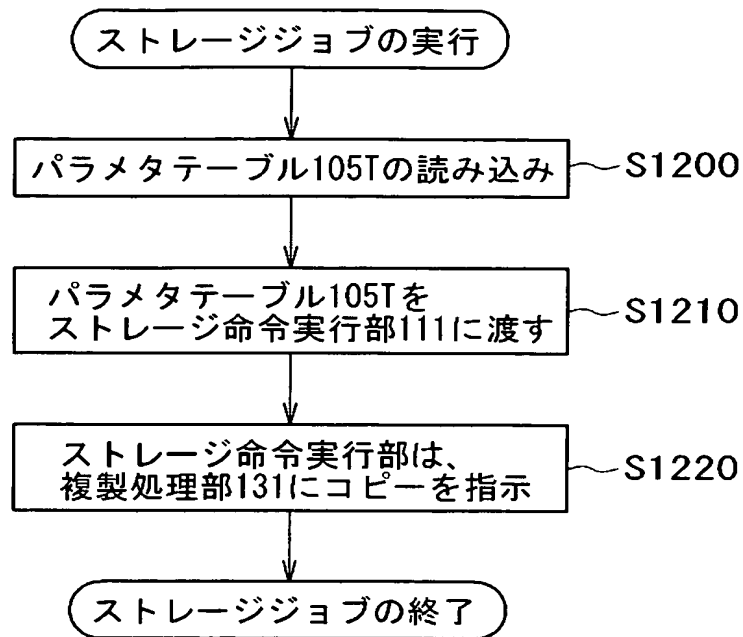 ストレージジョブの実行
パラメタテーブル105Tの読み込み
S1200
パラメタテーブル105Tを
ストレージ命令実行部111に渡す
S1210
ストレージ命令実行部は、
複製処理部131にコピーを指示
S1220
ストレージジョブの終了